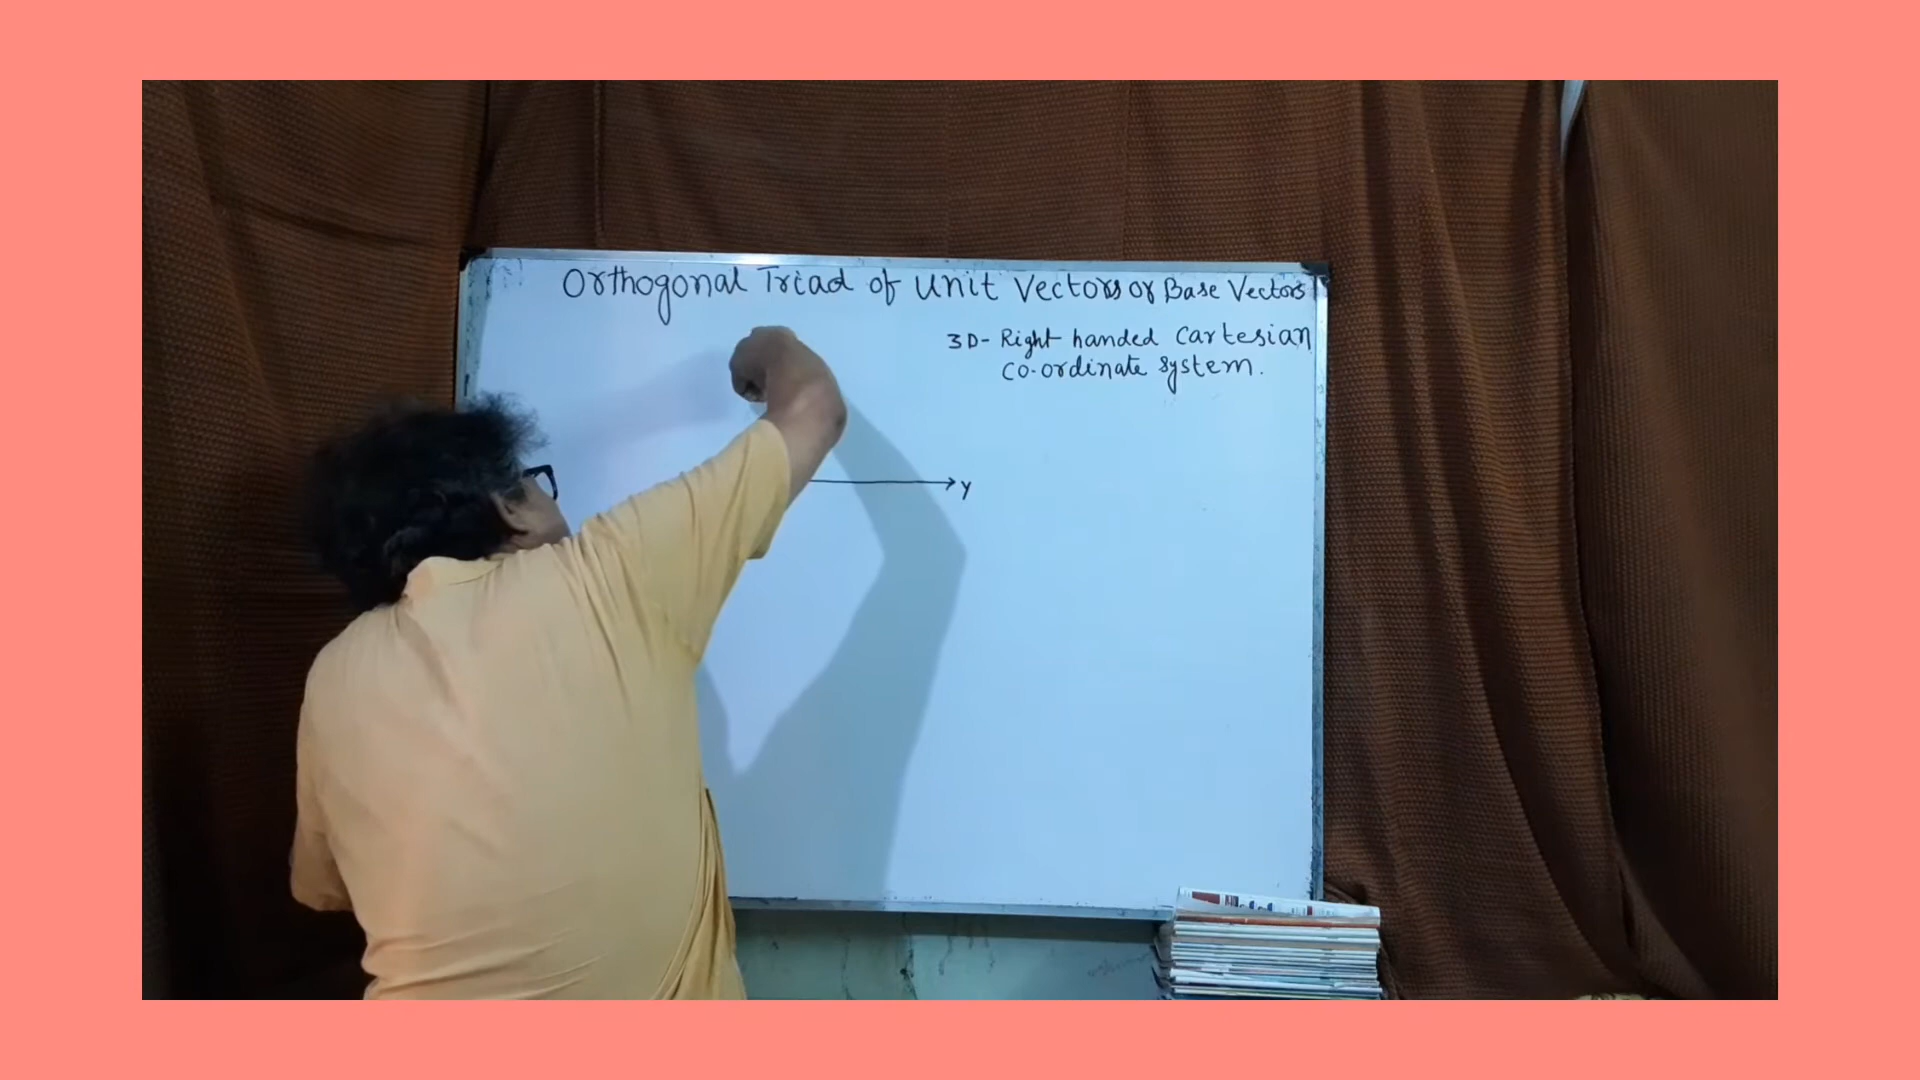 Orthogonal Triad of Unit Vectors or Base Vectors
3D- Right handed Cartesian
Co-ordinate system.
y